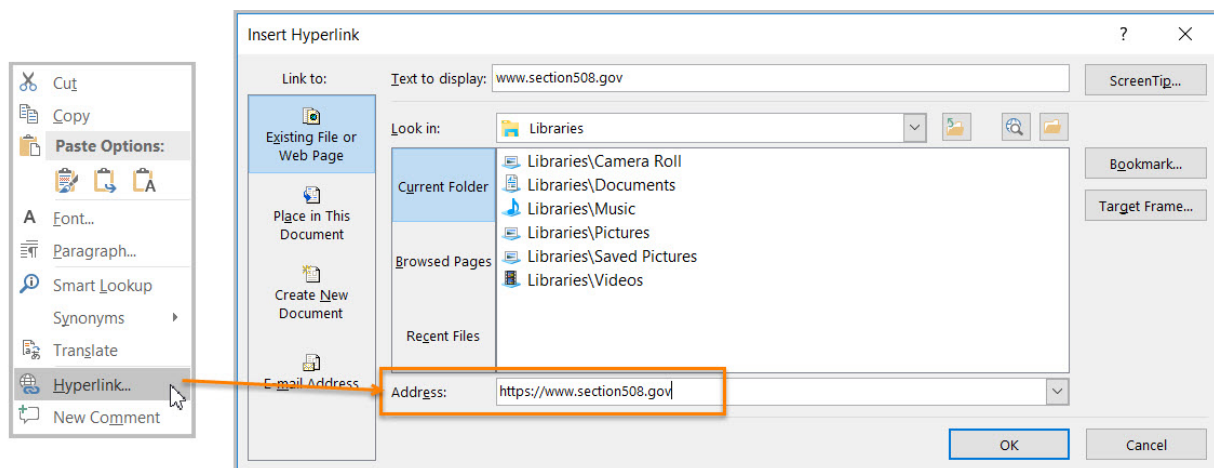 Cut
Copy
Paste Options:
A
Font...
Paragraph...
Smart Lookup
Synonyms
Translate
Hyperlink...
New Comment
Insert Hyperlink
?
Link to:
Existing File or
Web Page
Place in This
Document
Create New
Document
E-mail Address
Text to display: www.section508.gov
ScreenTip...
Look in: Libraries
Current Folder
Browsed Pages
Recent Files
Libraries\Camera Roll
Libraries\Documents
Libraries\Music
Libraries\Pictures
Libraries\Saved Pictures
Libraries\Videos
Bookmark...
Target Frame...
Address: https://www.section508.gov
OK
Cancel